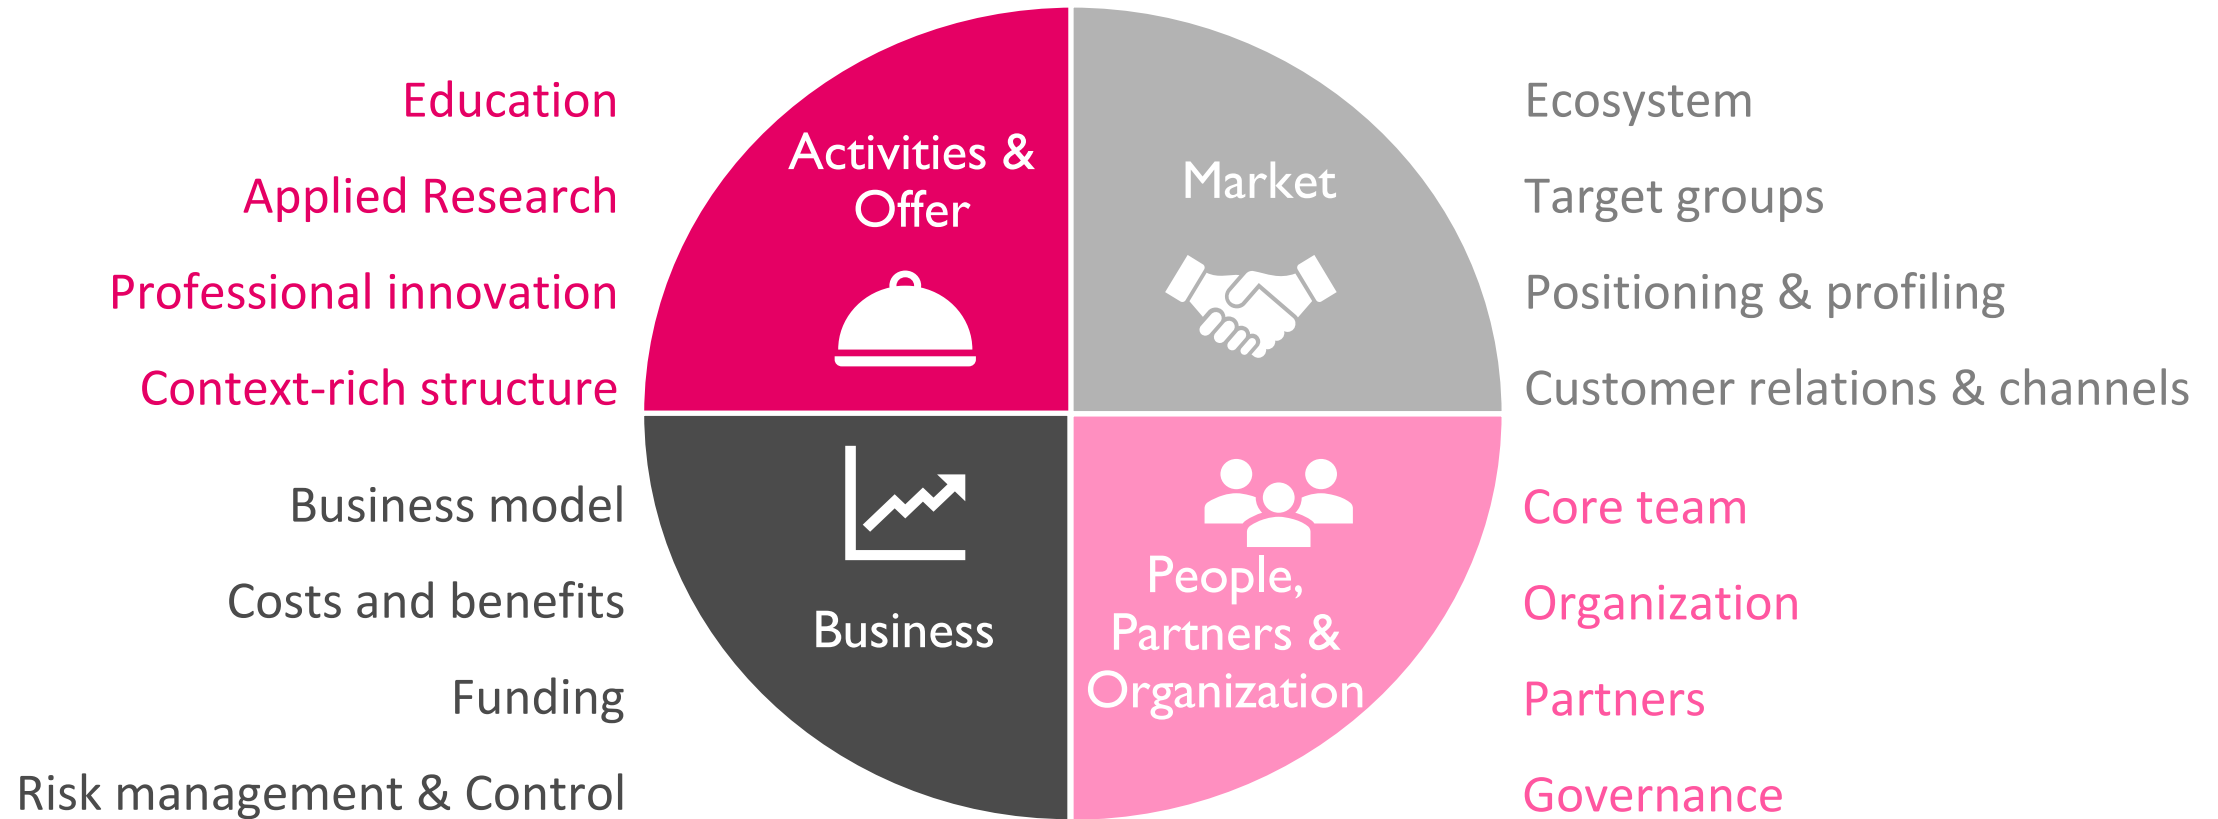 Education
Applied Research
Professional innovation
Context-rich structure
Activities &
Offer
Market
Ecosystem
Target groups
Positioning & profiling
Customer relations & channels
Business model
Costs and benefits
Funding
Risk management & Control
Business
People,
Partners &
Organization
Core team
Organization
Partners
Governance